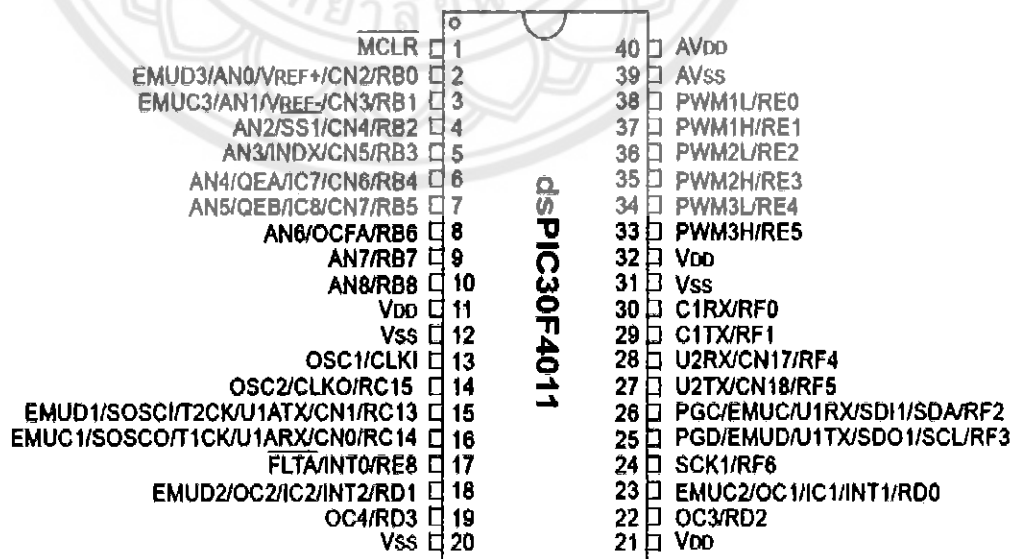 MCLR 1 40 AVDD
EMUD3/AN0/VREF+/CN2/RB0 2 39 AVSS
EMUC3/AN1/VREF-/CN3/RB1 3 38 PWM1L/RE0
AN2/SS1/CN4/RB2 4 37 PWM1H/RE1
AN3/INDX/CN5/RB3 5 36 PWM2L/RE2
AN4/QEA/IC7/CN6/RB4 6 35 PWM2H/RE3
AN5/QEB/IC8/CN7/RB5 7 34 PWM3L/RE4
AN6/OCFA/RB6 8 33 PWM3H/RE5
AN7/RB7 9 32 VDD
AN8/RB8 10 31 VSS
VDD 11 30 C1RX/RF0
VSS 12 29 C1TX/RF1
OSC1/CLKI 13 28 U2RX/CN17/RF4
OSC2/CLKO/RC15 14 27 U2TX/CN18/RF5
EMUD1/SOSCI/T2CK/U1ATX/CN1/RC13 15 26 PGC/EMUC/U1RX/SDI1/SDA/RF2
EMUC1/SOSCO/T1CK/U1ARX/CN0/RC14 16 25 PGD/EMUD/U1TX/SDO1/SCL/RF3
FLTA/INT0/RE8 17 24 SCK1/RF6
EMUD2/OC2/IC2/INT2/RD1 18 23 EMUC2/OC1/IC1/INT1/RD0
OC4/RD3 19 22 OC3/RD2
VSS 20 21 VDD
dsPIC30F4011